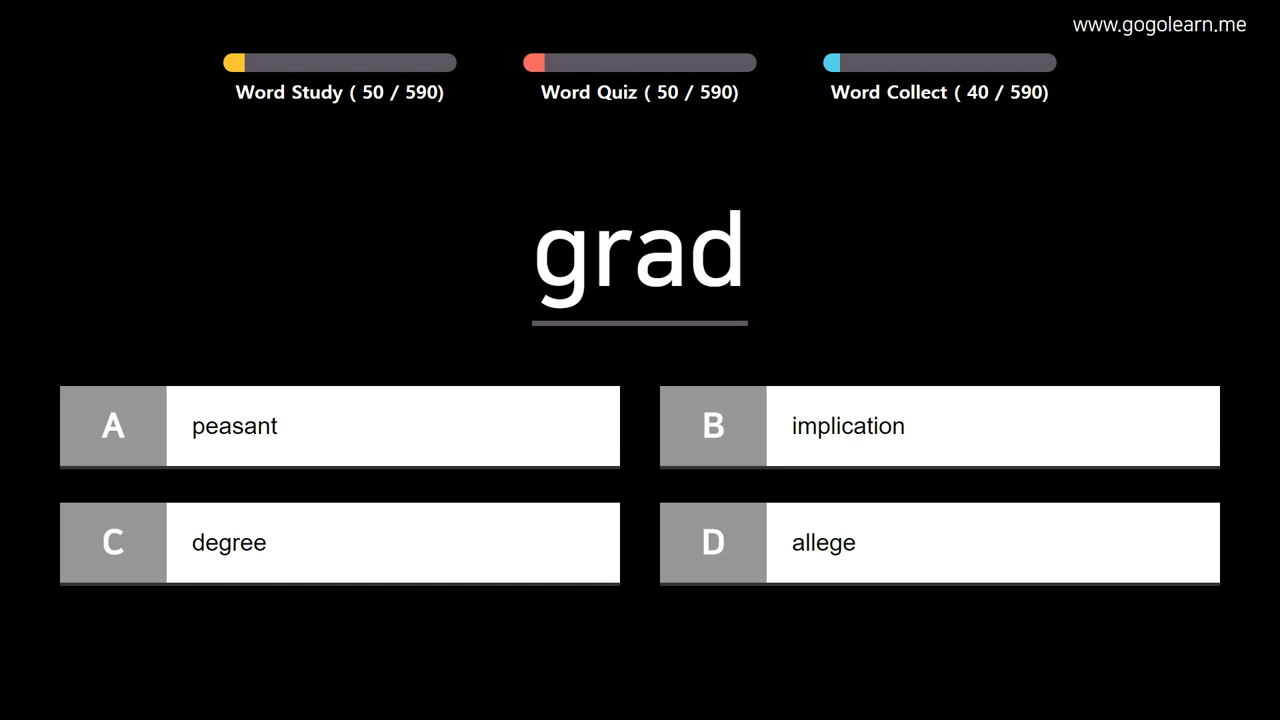 www.gogolearn.me
Word Study ( 50 / 590)
Word Quiz ( 50 / 590)
Word Collect ( 40 / 590)
grad
A peasant
B implication
C degree
D allege